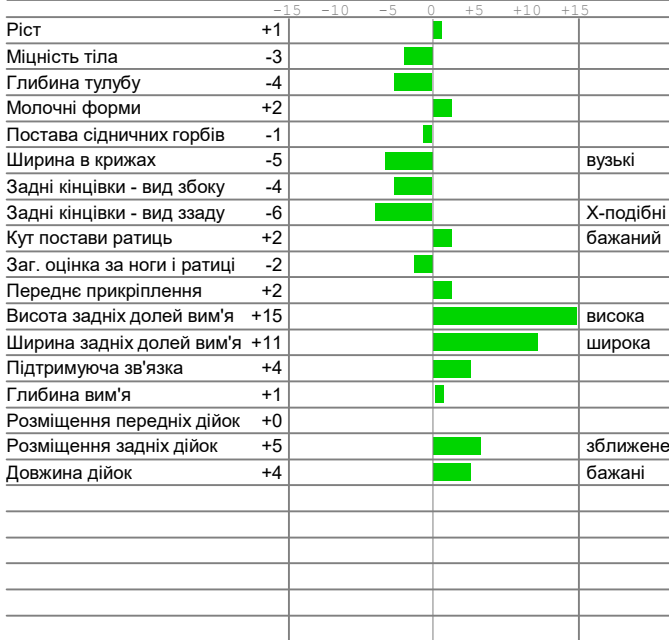 -15 -10 -5 0 +5 +10 +15
Ріст +1
Міцність тіла -3
Глибина тулубу -4
Молочні форми +2
Постава сідничних горбів -1
Ширина в крижах -5 вузькі
Задні кінцівки - вид збоку -4
Задні кінцівки - вид ззаду -6 Х-подібні
Кут постави ратиць +2 бажаний
Заг. оцінка за ноги і ратиці -2
Переднє прикріплення +2
Висота задніх долей вим'я +15 висока
Ширина задніх долей вим'я +11 широка
Підтримуюча зв'язка +4
Глибина вим'я +1
Розміщення передніх дійок +0
Розміщення задніх дійок +5 зближене
Довжина дійок +4 бажані